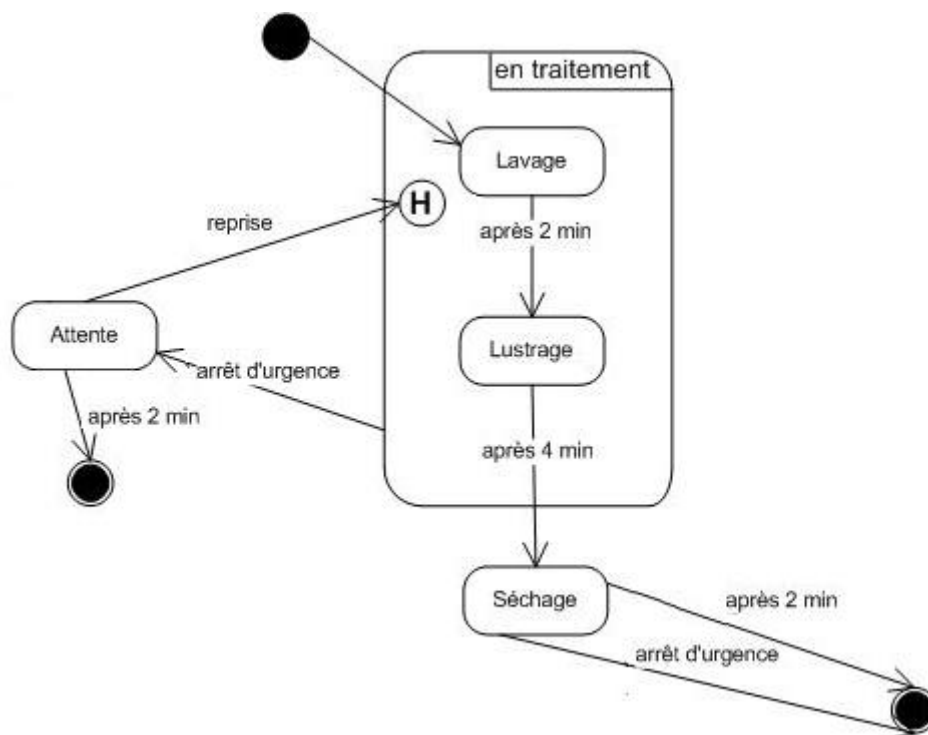 en traitement
Lavage
H
reprise
après 2 min
Attente
Lustrage
arrêt d'urgence
après 2 min
après 4 min
Séchage
après 2 min
arrêt d'urgence